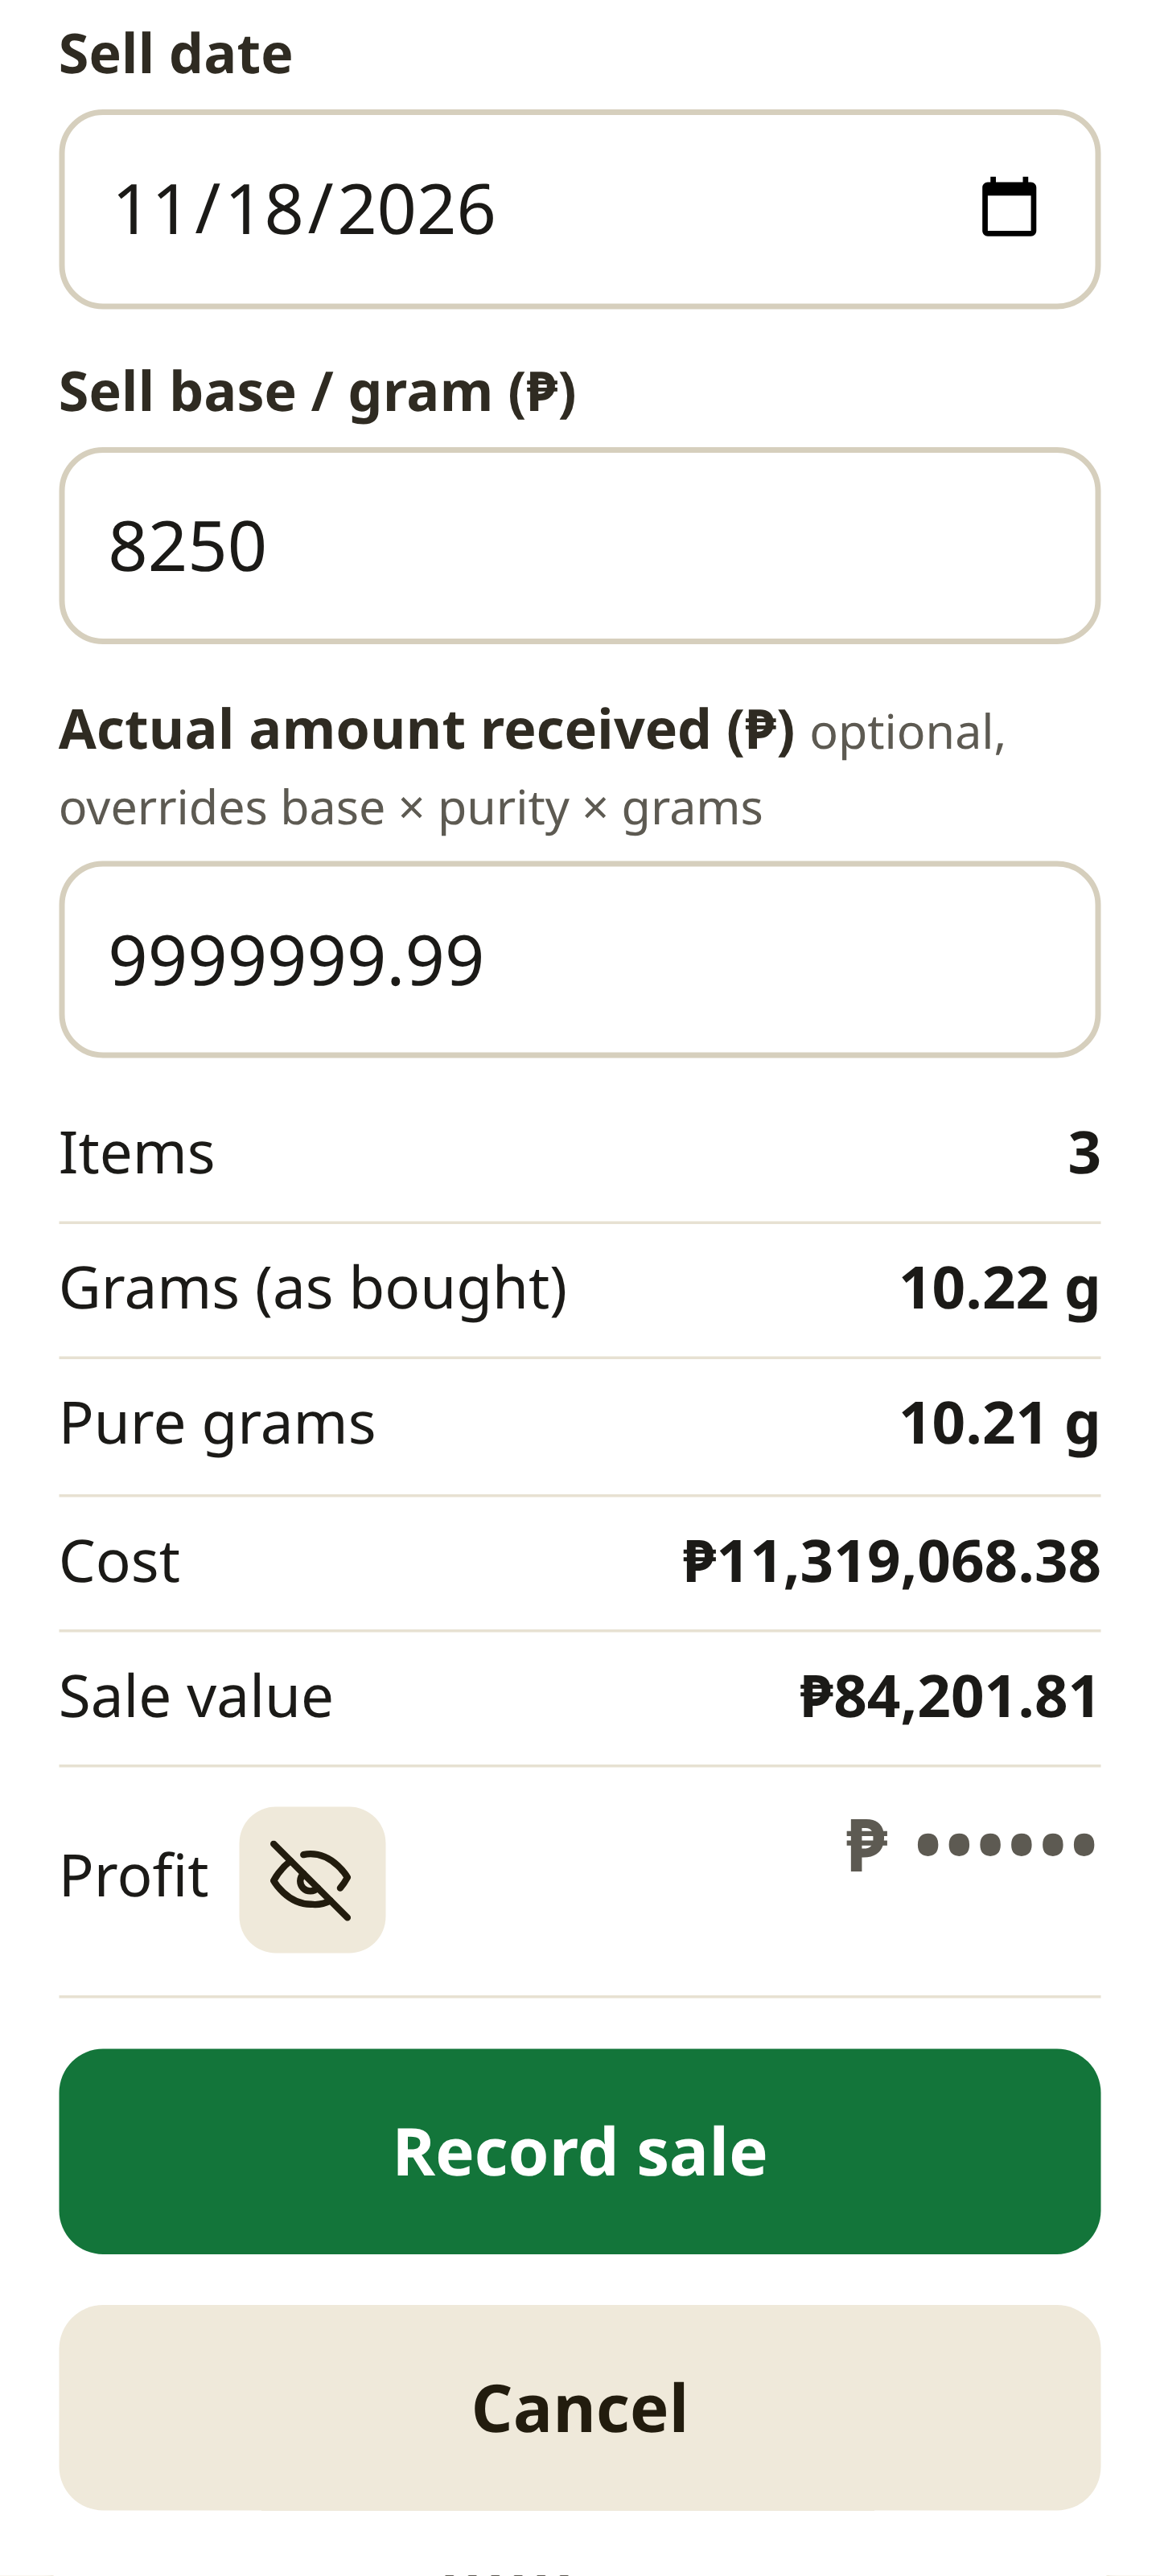 Sell date
11/18/2026
Sell base / gram (₱)
8250
Actual amount received (₱) optional,
overrides base × purity × grams
9999999.99
Items 3
Grams (as bought) 10.22 g
Pure grams 10.21 g
Cost ₱11,319,068.38
Sale value ₱84,201.81
Profit ₱ ••••••
Record sale
Cancel